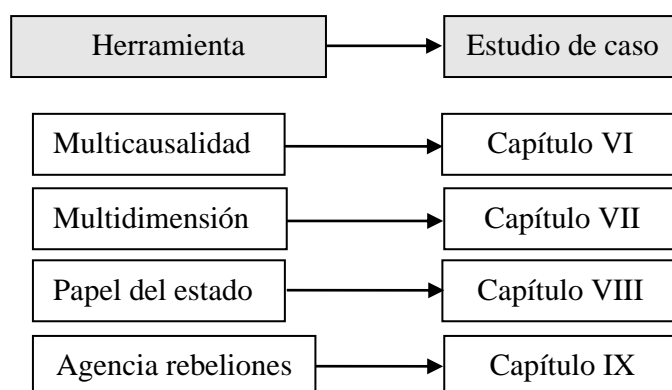 Herramienta
Estudio de caso
Multicausalidad
Capítulo VI
Multidimensión
Capítulo VII
Papel del estado
Capítulo VIII
Agencia rebeliones
Capítulo IX